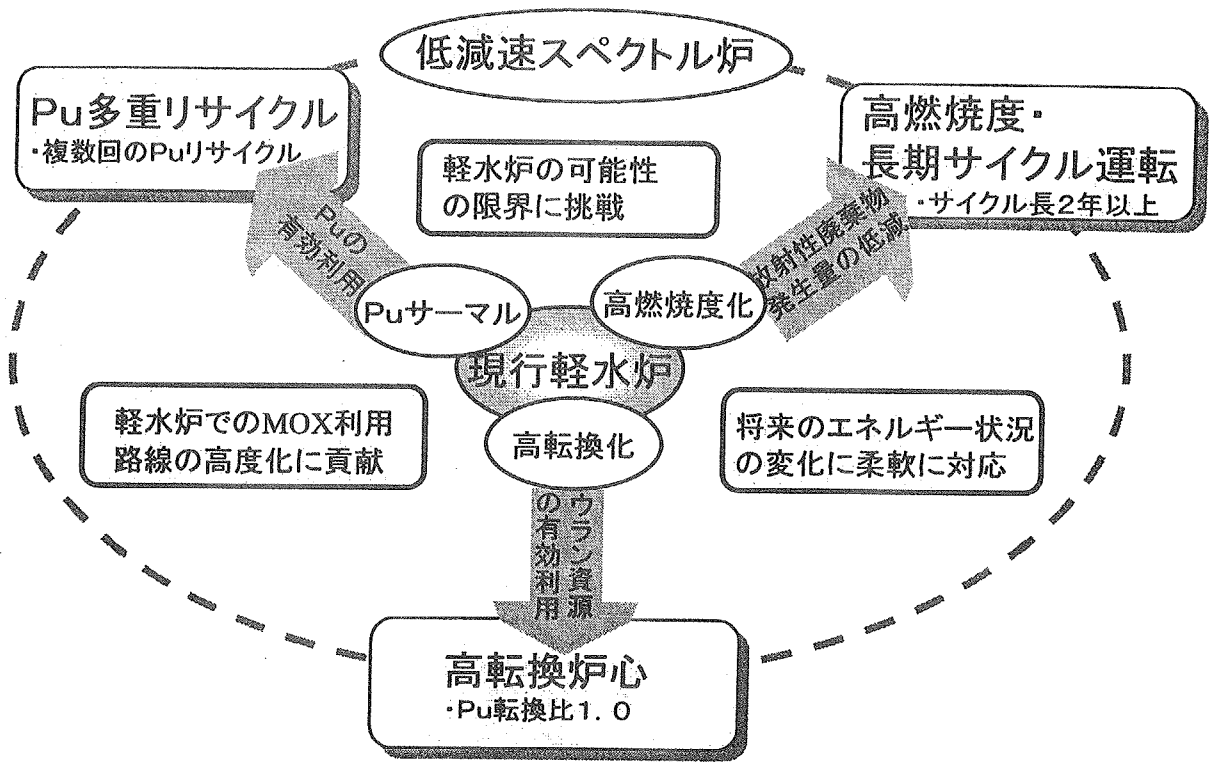 低減速スペクトル炉
Pu多重リサイクル
・複数回のPuリサイクル
高燃焼度・
長期サイクル運転
・サイクル長2年以上
軽水炉の可能性
の限界に挑戦
Puの
有効利用
放射性廃棄物
発生量の低減
Puサーマル
高燃焼度化
現行軽水炉
高転換化
軽水炉でのMOX利用
路線の高度化に貢献
将来のエネルギー状況
の変化に柔軟に対応
ウラン資源
の有効利用
高転換炉心
・Pu転換比1.0